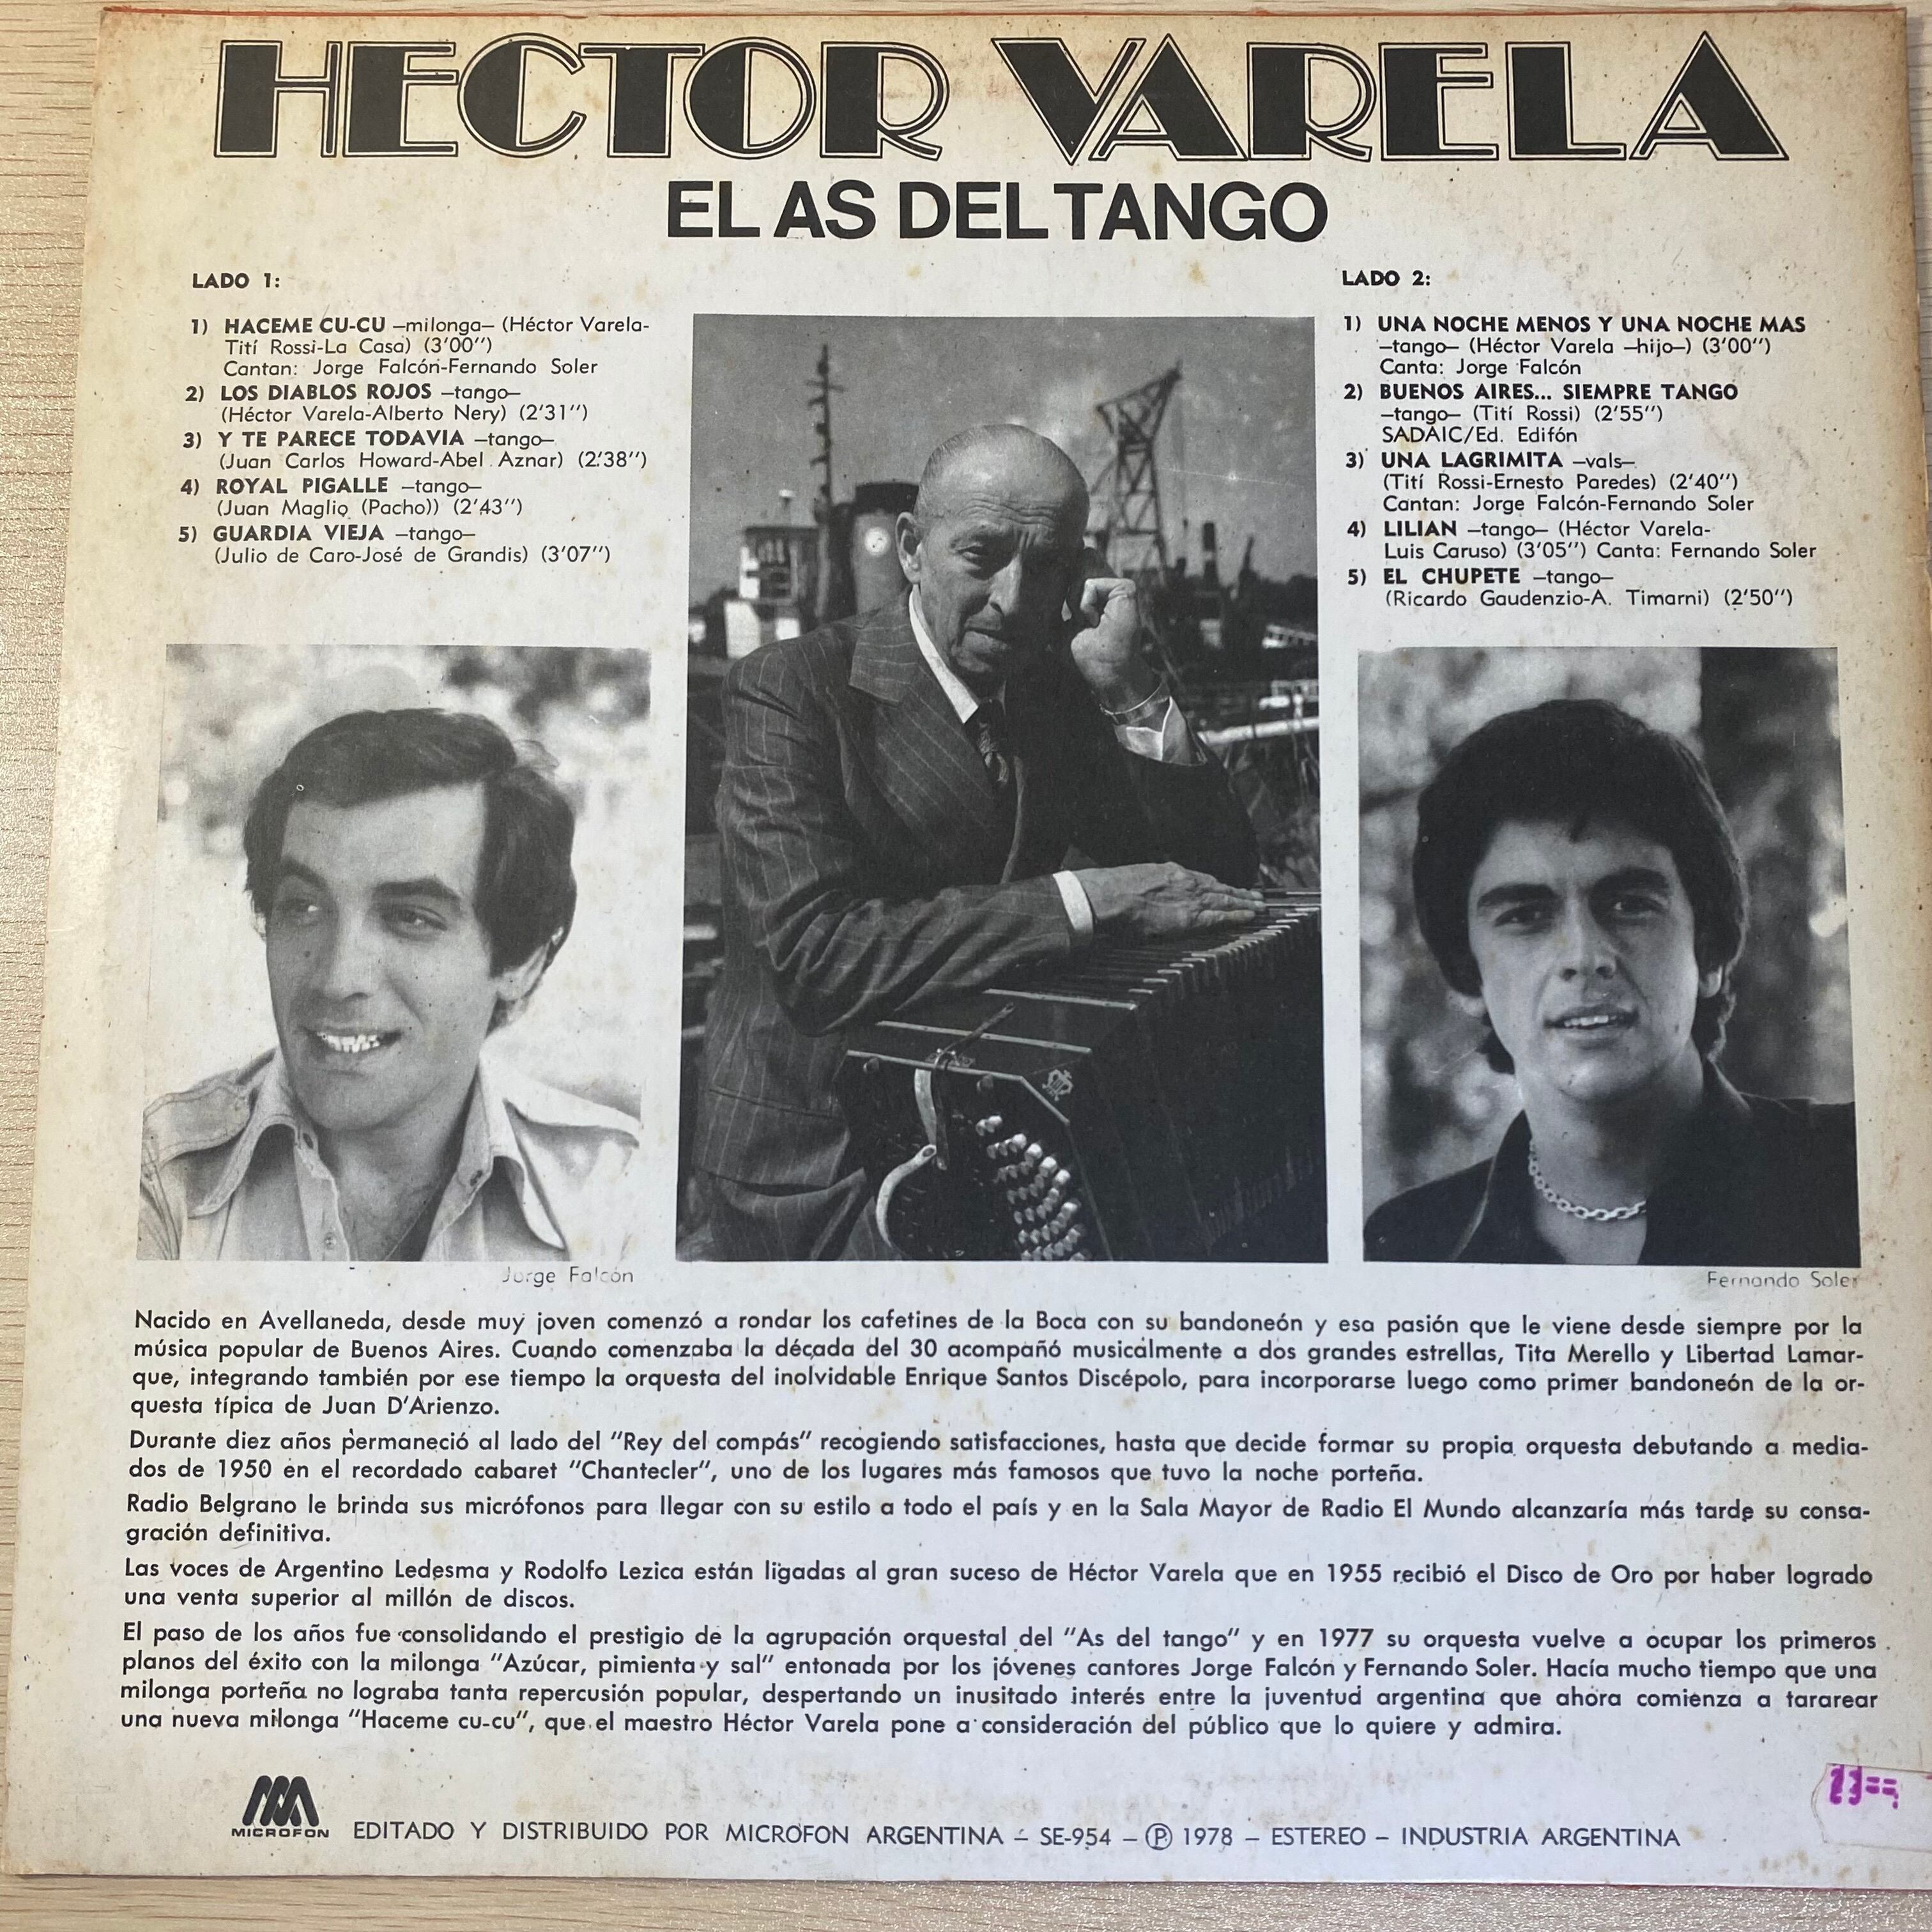 HECTOR VARELA
EL AS DEL TANGO
LADO 1:
1) HACEME CU-CU –milonga– (Héctor Varela-
Tití Rossi-La Casa) (3'00'')
Cantan: Jorge Falcón-Fernando Soler
2) LOS DIABLOS ROJOS –tango–
(Héctor Varela-Alberto Nery) (2'31'')
3) Y TE PARECE TODAVIA –tango–
(Juan Carlos Howard-Abel Aznar) (2'38'')
4) ROYAL PIGALLE –tango–
(Juan Maglio (Pacho)) (2'43'')
5) GUARDIA VIEJA –tango–
(Julio de Caro-José de Grandis) (3'07'')
LADO 2:
1) UNA NOCHE MENOS Y UNA NOCHE MAS
–tango– (Héctor Varela –hijo–) (3'00'')
Canta: Jorge Falcón
2) BUENOS AIRES... SIEMPRE TANGO
–tango– (Tití Rossi) (2'55'')
SADAIC/Ed. Edifón
3) UNA LAGRIMITA –vals–
(Tití Rossi-Ernesto Paredes) (2'40'')
Cantan: Jorge Falcón-Fernando Soler
4) LILIAN –tango– (Héctor Varela-
Luis Caruso) (3'05'') Canta: Fernando Soler
5) EL CHUPETE –tango–
(Ricardo Gaudenzio-A. Timarni) (2'50'')
Jorge Falcón
Fernando Soler
Nacido en Avellaneda, desde muy joven comenzó a rondar los cafetines de la Boca con su bandoneón y esa pasión que le viene desde siempre por la
música popular de Buenos Aires. Cuando comenzaba la década del 30 acompañó musicalmente a dos grandes estrellas, Tita Merello y Libertad Lamar-
que, integrando también por ese tiempo la orquesta del inolvidable Enrique Santos Discépolo, para incorporarse luego como primer bandoneón de la or-
questa típica de Juan D'Arienzo.
Durante diez años permaneció al lado del "Rey del compás" recogiendo satisfacciones, hasta que decide formar su propia orquesta debutando a media-
dos de 1950 en el recordado cabaret "Chantecler", uno de los lugares más famosos que tuvo la noche porteña.
Radio Belgrano le brinda sus micrófonos para llegar con su estilo a todo el país y en la Sala Mayor de Radio El Mundo alcanzaría más tarde su consa-
gración definitiva.
Las voces de Argentino Ledesma y Rodolfo Lezica están ligadas al gran suceso de Héctor Varela que en 1955 recibió el Disco de Oro por haber logrado
una venta superior al millón de discos.
El paso de los años fue consolidando el prestigio de la agrupación orquestal del "As del tango" y en 1977 su orquesta vuelve a ocupar los primeros
planos del éxito con la milonga "Azúcar, pimienta y sal" entonada por los jóvenes cantores Jorge Falcón y Fernando Soler. Hacía mucho tiempo que una
milonga porteña no lograba tanta repercusión popular, despertando un inusitado interés entre la juventud argentina que ahora comienza a tararear
una nueva milonga "Haceme cu-cu", que el maestro Héctor Varela pone a consideración del público que lo quiere y admira.
MICROFON
EDITADO Y DISTRIBUIDO POR MICROFON ARGENTINA – SE-954 – Ⓟ 1978 – ESTEREO – INDUSTRIA ARGENTINA